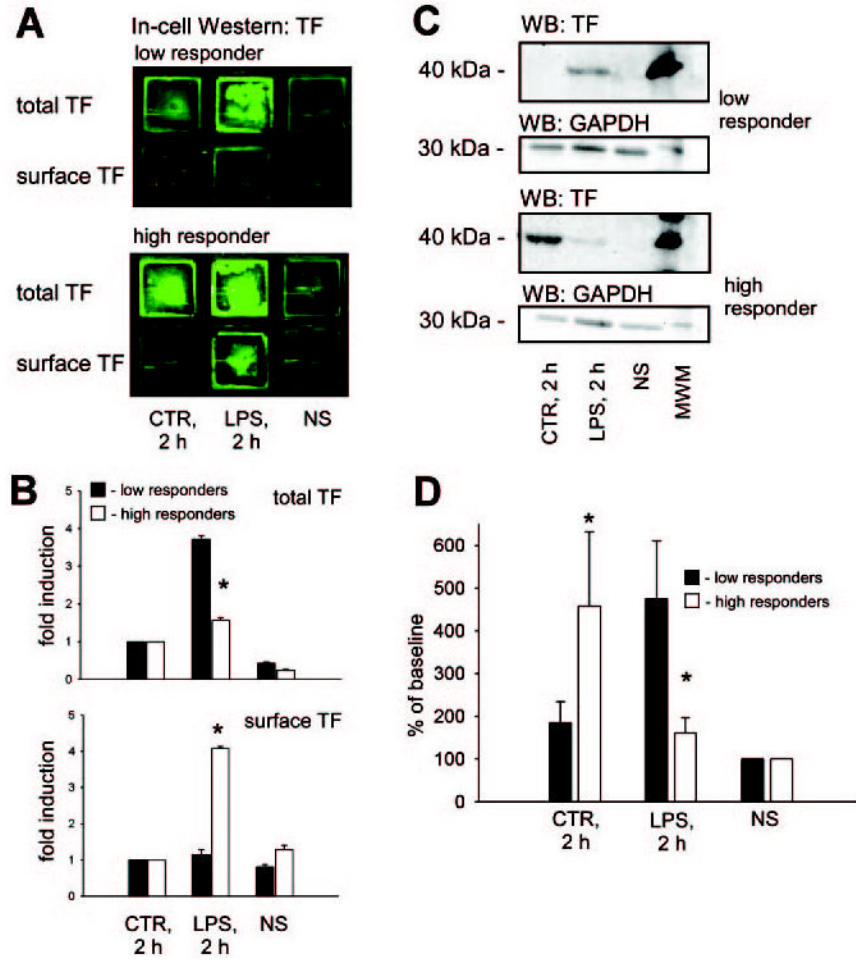 A
In-cell Western: TF
low responder
total TF
surface TF
high responder
total TF
surface TF
CTR, 2 h
LPS, 2 h
NS
B
5
4
3
2
1
0
fold induction
- low responders
- high responders
total TF
*
5
4
3
2
1
0
fold induction
surface TF
*
CTR, 2 h
LPS, 2 h
NS
C
WB: TF
40 kDa -
low responder
WB: GAPDH
30 kDa -
WB: TF
40 kDa -
high responder
WB: GAPDH
30 kDa -
CTR, 2 h
LPS, 2 h
NS
MWM
D
600
500
400
300
200
100
0
% of baseline
*
- low responders
- high responders
*
CTR, 2 h
LPS, 2 h
NS